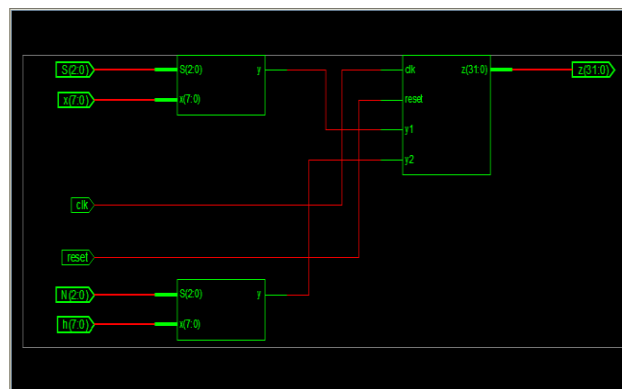 S(2:0) S(2:0) y clk z(31:0) z(31:0)
x(7:0) x(7:0) reset
y1
y2
clk
reset
N(2:0) S(2:0) y
h(7:0) x(7:0)